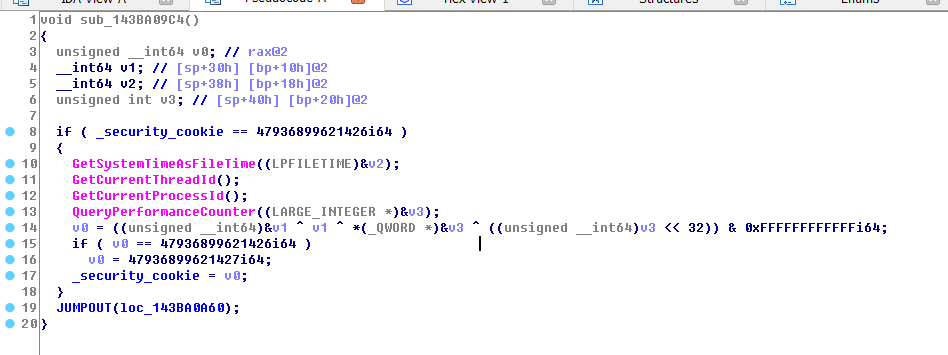 IDA View-A Pseudocode-A Hex View-1 Structures Enums
1 void sub_143BA09C4()
2 {
3 unsigned __int64 v0; // rax@2
4 __int64 v1; // [sp+30h] [bp+10h]@2
5 __int64 v2; // [sp+38h] [bp+18h]@2
6 unsigned int v3; // [sp+40h] [bp+20h]@2
7
8 if ( _security_cookie == 47936899621426i64 )
9 {
10 GetSystemTimeAsFileTime((LPFILETIME)&v2);
11 GetCurrentThreadId();
12 GetCurrentProcessId();
13 QueryPerformanceCounter((LARGE_INTEGER *)&v3);
14 v0 = ((unsigned __int64)&v1 ^ v1 ^ *(_QWORD *)&v3 ^ ((unsigned __int64)v3 << 32)) & 0xFFFFFFFFFFFFi64;
15 if ( v0 == 47936899621426i64 )
16 v0 = 47936899621427i64;
17 _security_cookie = v0;
18 }
19 JUMPOUT(loc_143BA0A60);
20 }